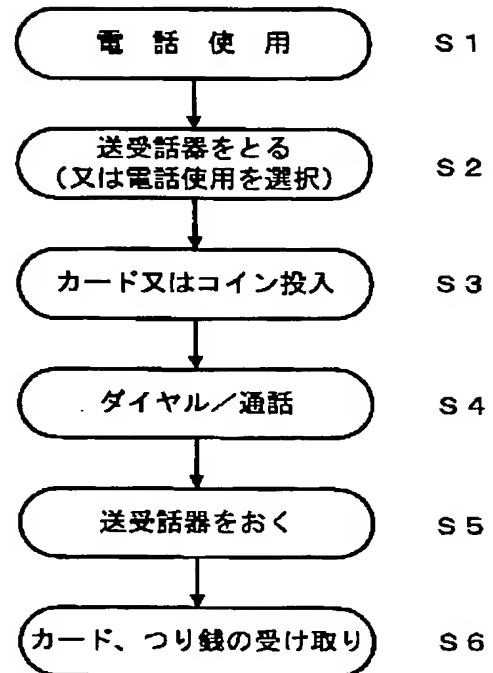 電話使用 S1
送受話器をとる
(又は電話使用を選択) S2
カード又はコイン投入 S3
ダイヤル/通話 S4
送受話器をおく S5
カード、つり銭の受け取り S6